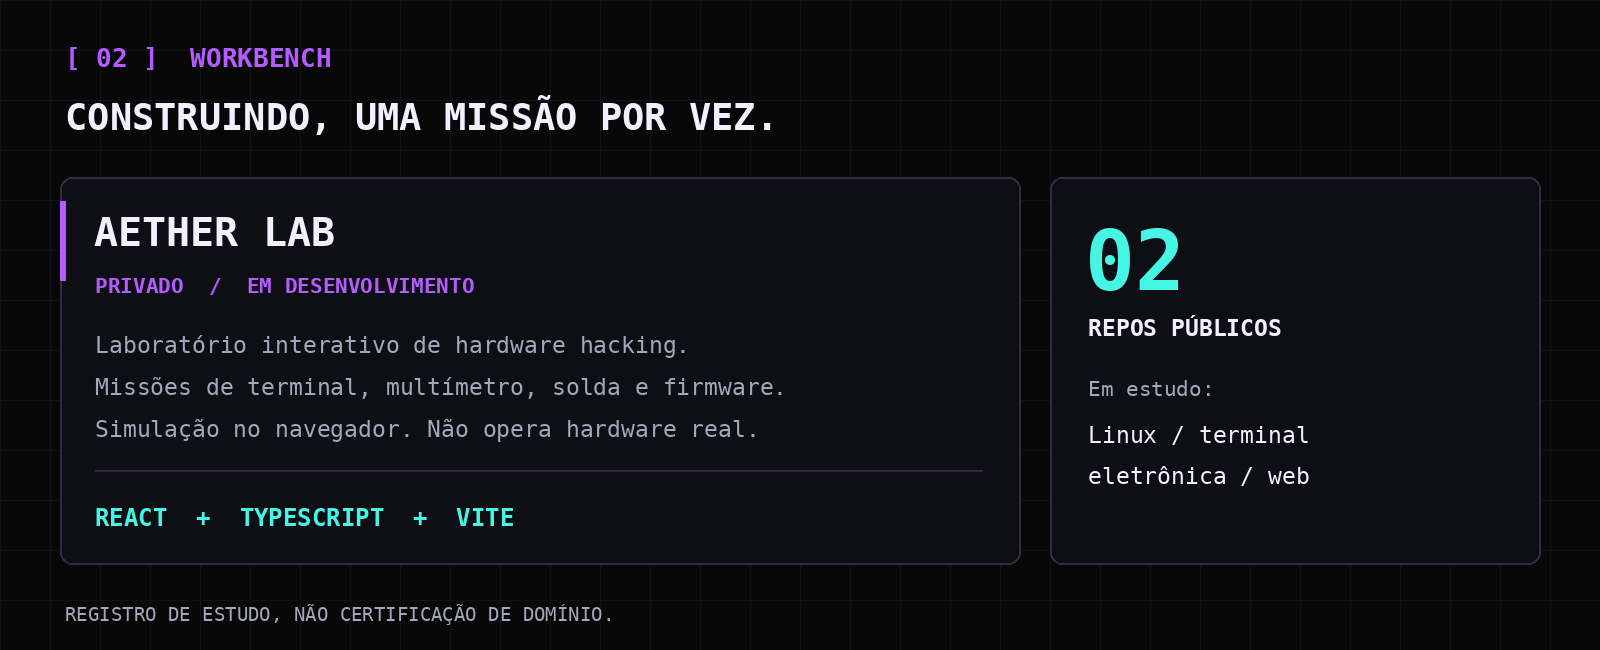 [ 02 ] WORKBENCH
CONSTRUINDO, UMA MISSÃO POR VEZ.
AETHER LAB
PRIVADO / EM DESENVOLVIMENTO
Laboratório interativo de hardware hacking.
Missões de terminal, multímetro, solda e firmware.
Simulação no navegador. Não opera hardware real.
REACT + TYPESCRIPT + VITE
02
REPOS PÚBLICOS
Em estudo:
Linux / terminal
eletrônica / web
REGISTRO DE ESTUDO, NÃO CERTIFICAÇÃO DE DOMÍNIO.